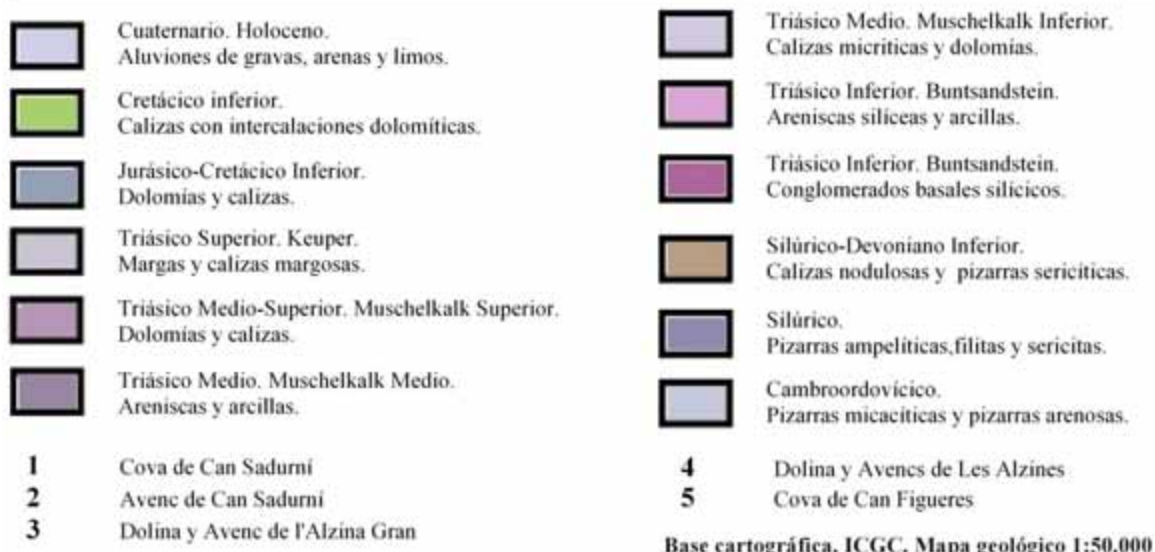 Cuaternario. Holoceno.
Aluviones de gravas, arenas y limos.
Cretácico inferior.
Calizas con intercalaciones dolomíticas.
Jurásico-Cretácico Inferior.
Dolomías y calizas.
Triásico Superior. Keuper.
Margas y calizas margosas.
Triásico Medio-Superior. Muschelkalk Superior.
Dolomías y calizas.
Triásico Medio. Muschelkalk Medio.
Areniscas y arcillas.
1 Cova de Can Sadurní
2 Avenc de Can Sadurní
3 Dolina y Avenc de l'Alzina Gran
Triásico Medio. Muschelkalk Inferior.
Calizas micríticas y dolomías.
Triásico Inferior. Buntsandstein.
Areniscas silíceas y arcillas.
Triásico Inferior. Buntsandstein.
Conglomerados basales silícicos.
Silúrico-Devoniano Inferior.
Calizas nodulosas y pizarras sericíticas.
Silúrico.
Pizarras ampelíticas,filitas y sericitas.
Cambroordovícico.
Pizarras micacíticas y pizarras arenosas.
4 Dolina y Avencs de Les Alzines
5 Cova de Can Figueres
Base cartográfica. ICGC. Mapa geológico 1:50.000